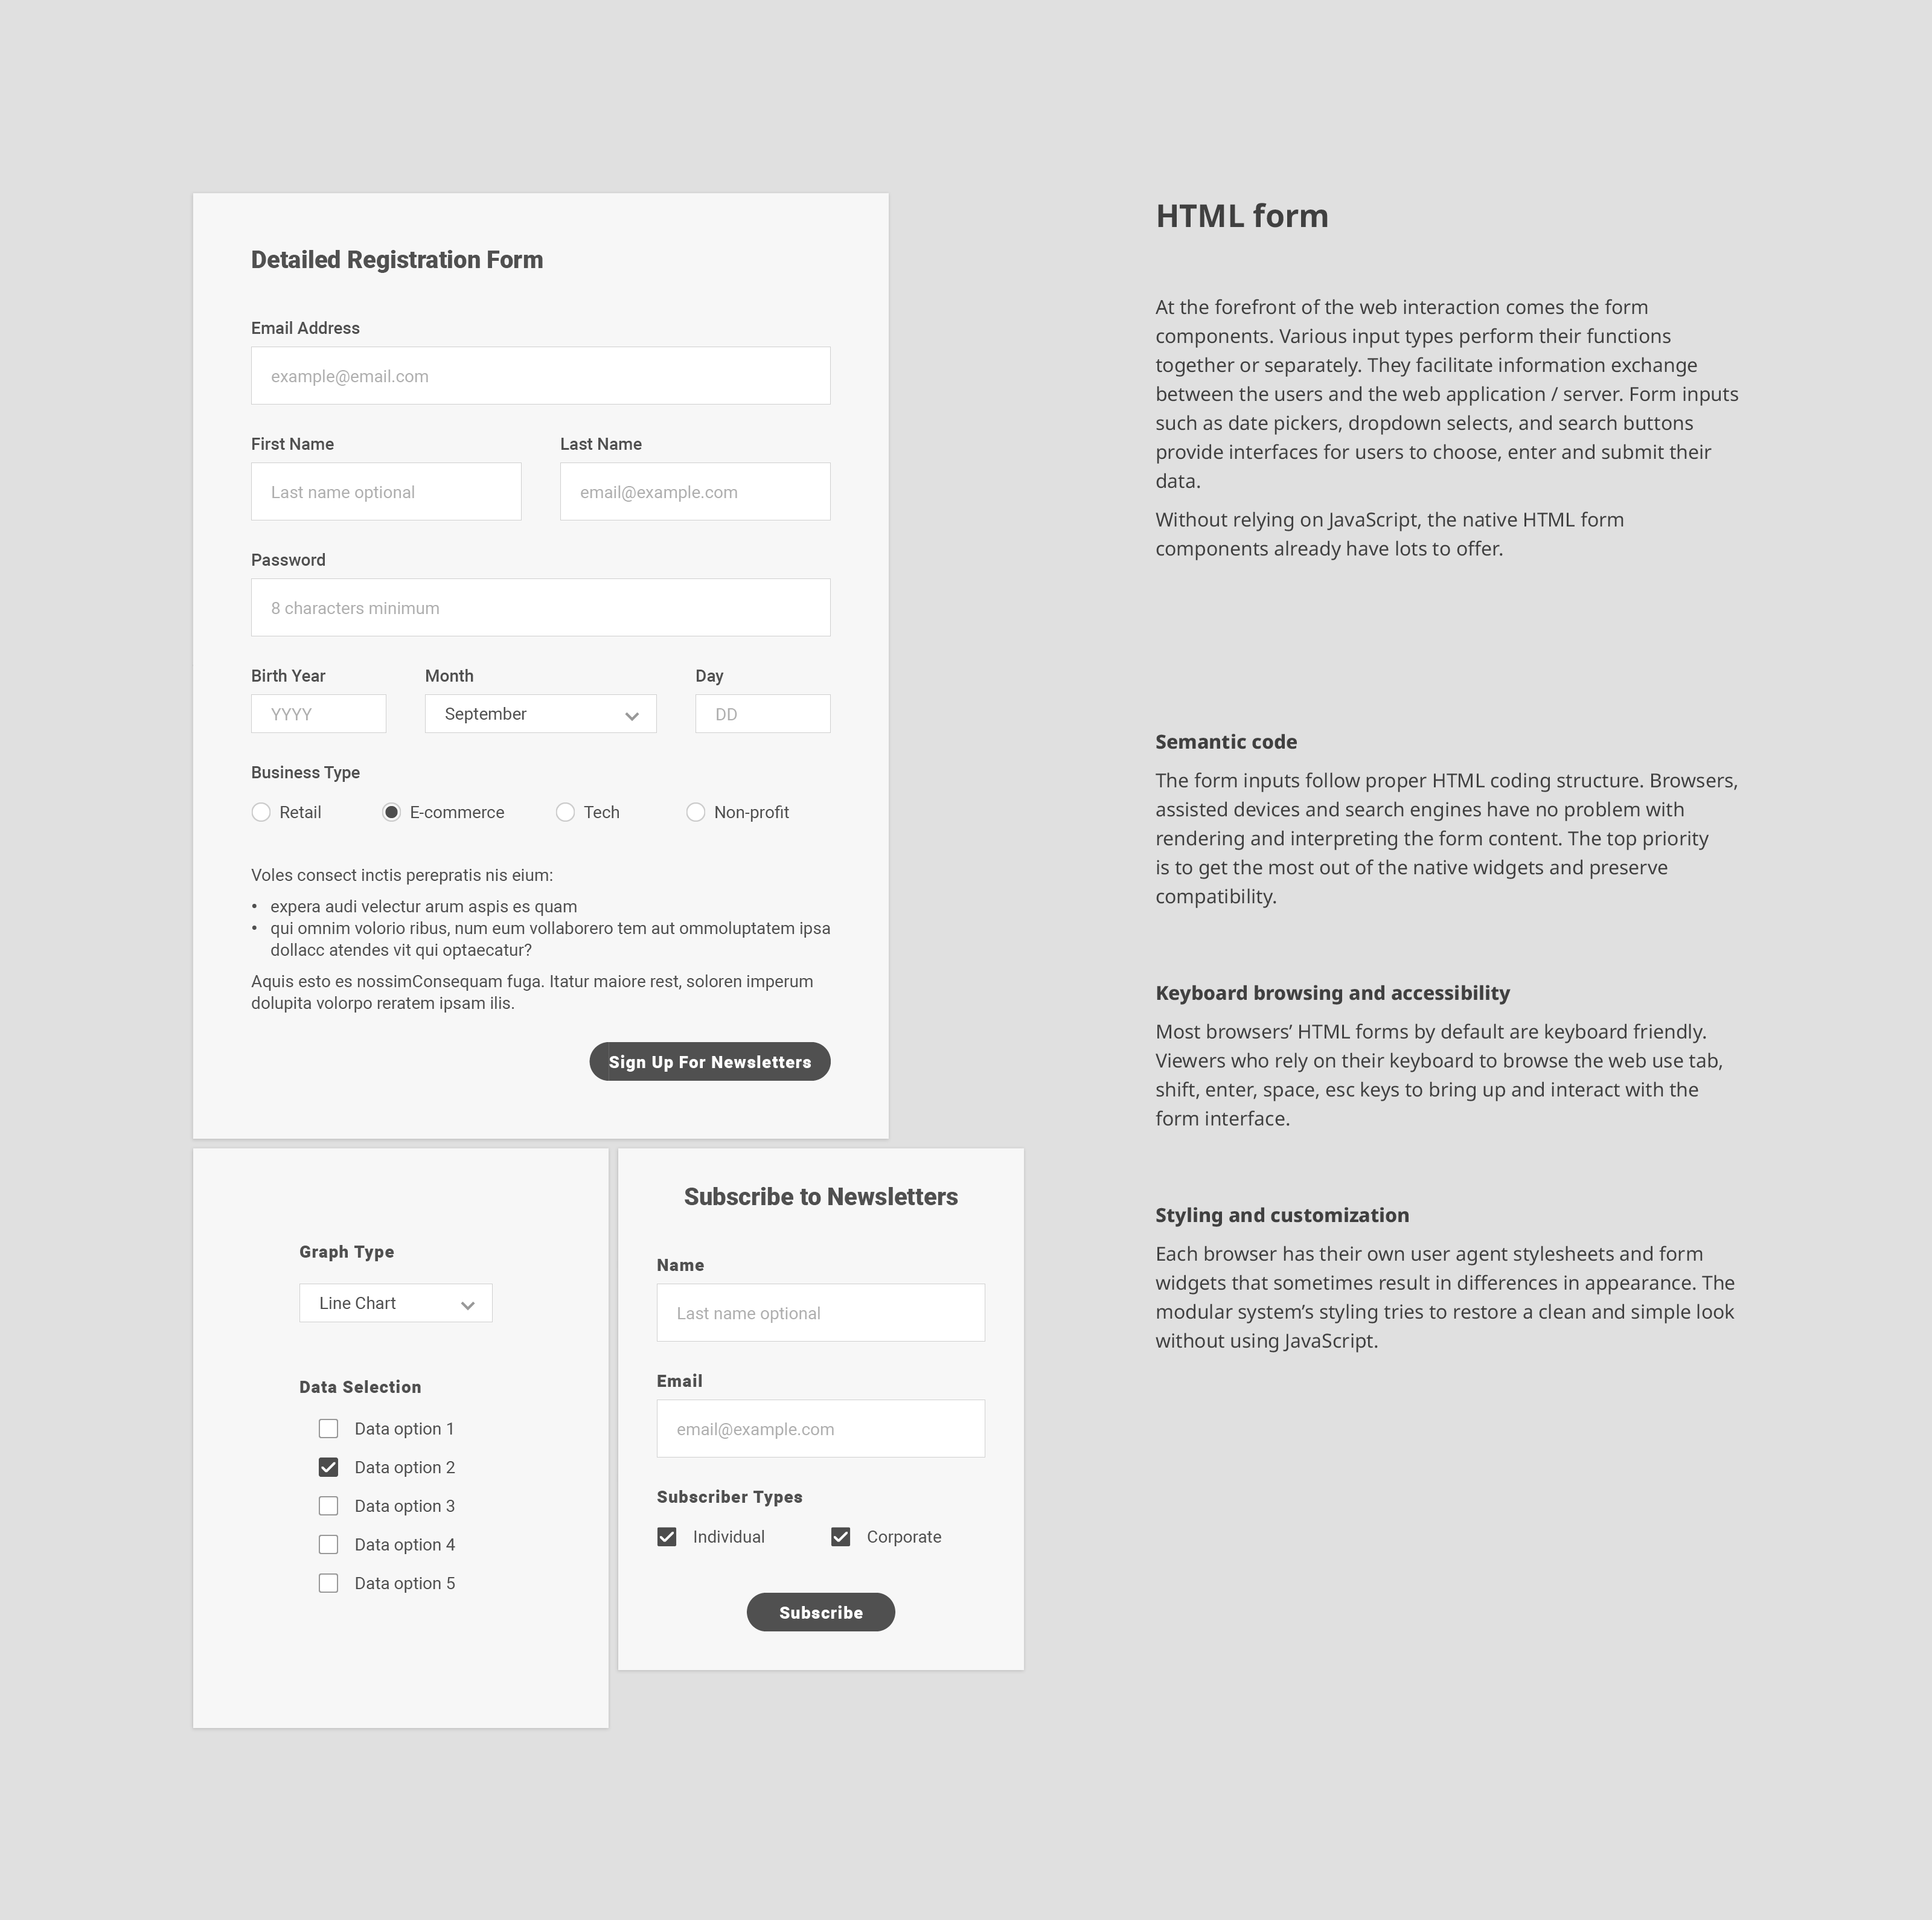 Detailed Registration Form
Email Address
example@email.com
First Name
Last Name
Last name optional
email@example.com
Password
8 characters minimum
Birth Year
Month
Day
YYYY
September
DD
Business Type
Retail
E-commerce
Tech
Non-profit
Voles consect inctis perepratis nis eium:
• expera audi velectur arum aspis es quam
• qui omnim volorio ribus, num eum vollaborero tem aut ommoluptatem ipsa
dollacc atendes vit qui optaecatur?
Aquis esto es nossimConsequam fuga. Itatur maiore rest, soloren imperum
dolupita volorpo reratem ipsam ilis.
Sign Up For Newsletters
Graph Type
Line Chart
Data Selection
Data option 1
Data option 2
Data option 3
Data option 4
Data option 5
Subscribe to Newsletters
Name
Last name optional
Email
email@example.com
Subscriber Types
Individual
Corporate
Subscribe
HTML form
At the forefront of the web interaction comes the form
components. Various input types perform their functions
together or separately. They facilitate information exchange
between the users and the web application / server. Form inputs
such as date pickers, dropdown selects, and search buttons
provide interfaces for users to choose, enter and submit their
data.
Without relying on JavaScript, the native HTML form
components already have lots to offer.
Semantic code
The form inputs follow proper HTML coding structure. Browsers,
assisted devices and search engines have no problem with
rendering and interpreting the form content. The top priority
is to get the most out of the native widgets and preserve
compatibility.
Keyboard browsing and accessibility
Most browsers’ HTML forms by default are keyboard friendly.
Viewers who rely on their keyboard to browse the web use tab,
shift, enter, space, esc keys to bring up and interact with the
form interface.
Styling and customization
Each browser has their own user agent stylesheets and form
widgets that sometimes result in differences in appearance. The
modular system’s styling tries to restore a clean and simple look
without using JavaScript.